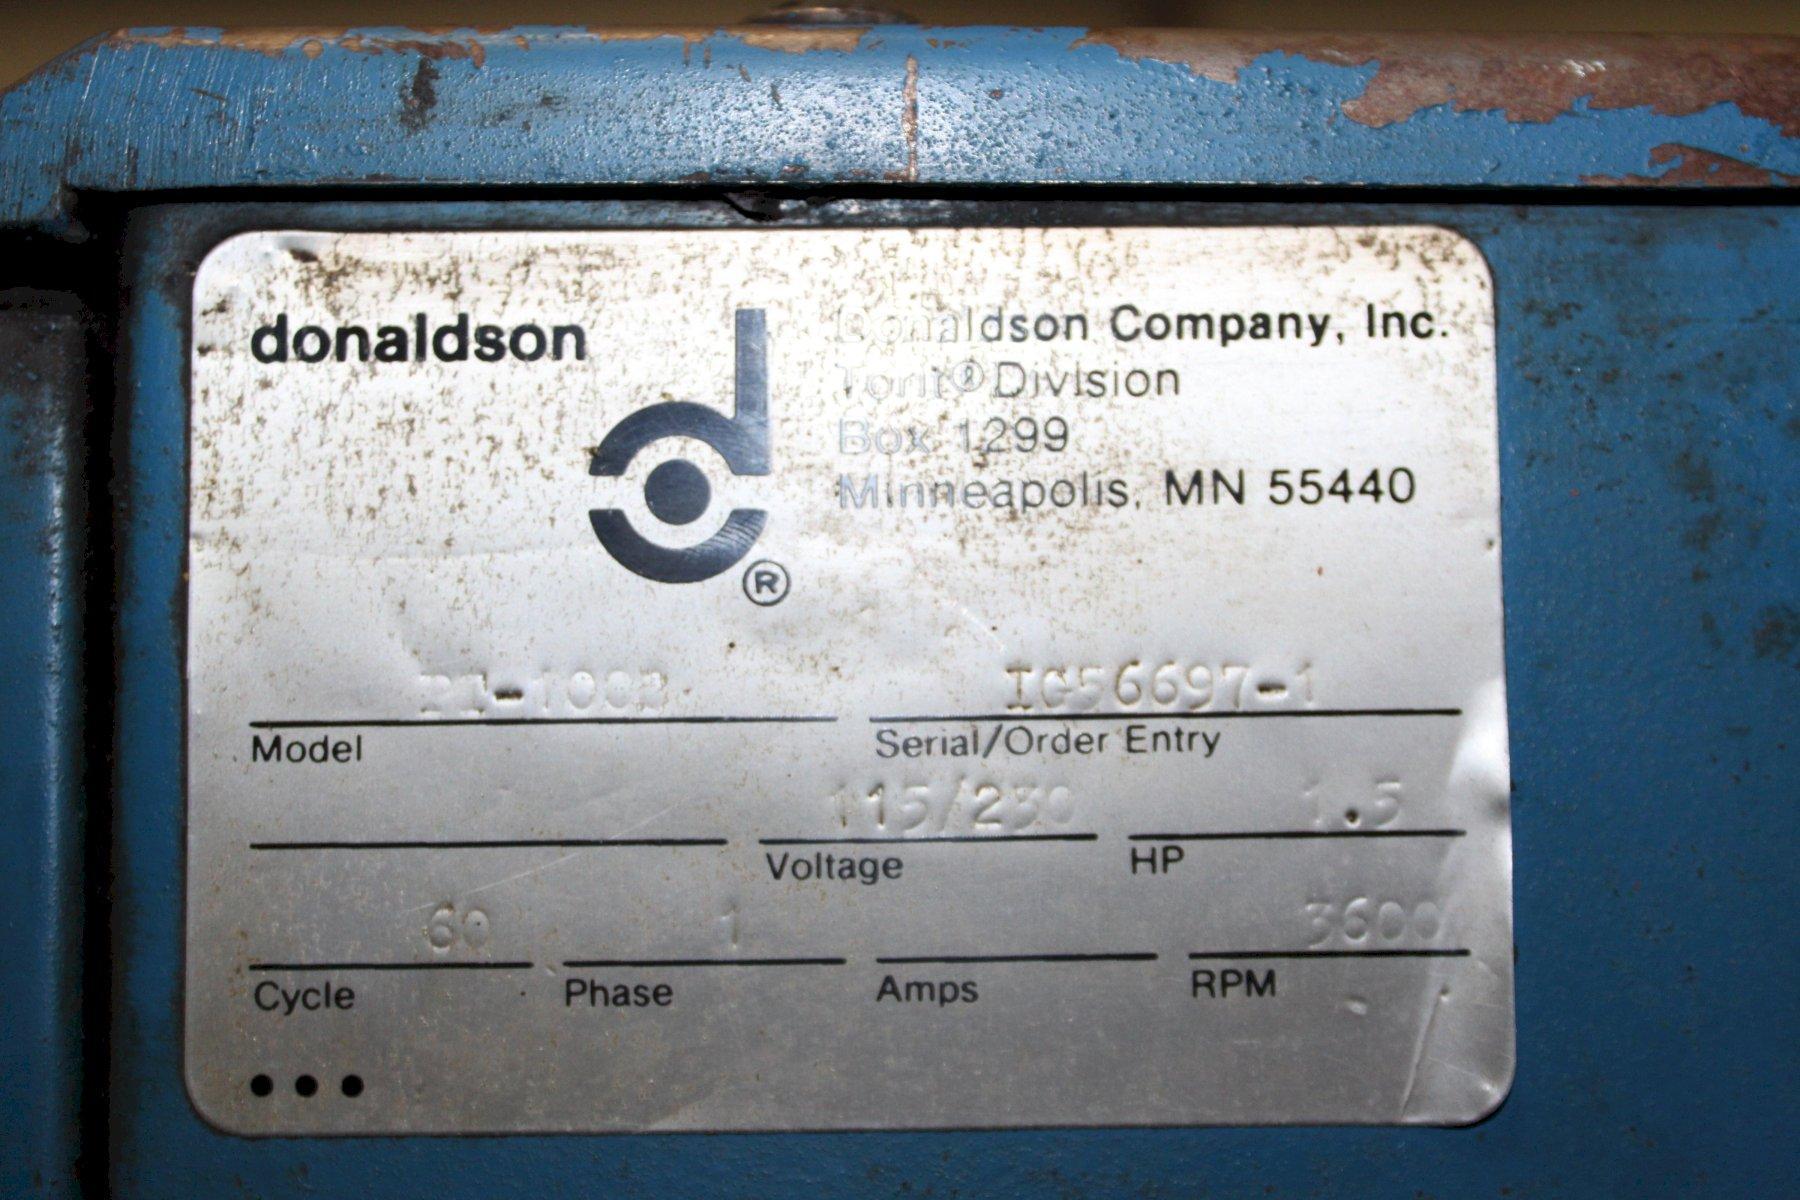 donaldson
Donaldson Company, Inc.
Torit® Division
Box 1299
Minneapolis, MN 55440
®
IG56697-1
Model
Serial/Order Entry
115/230
1.5
Voltage
HP
60
1
3600
Cycle
Phase
Amps
RPM